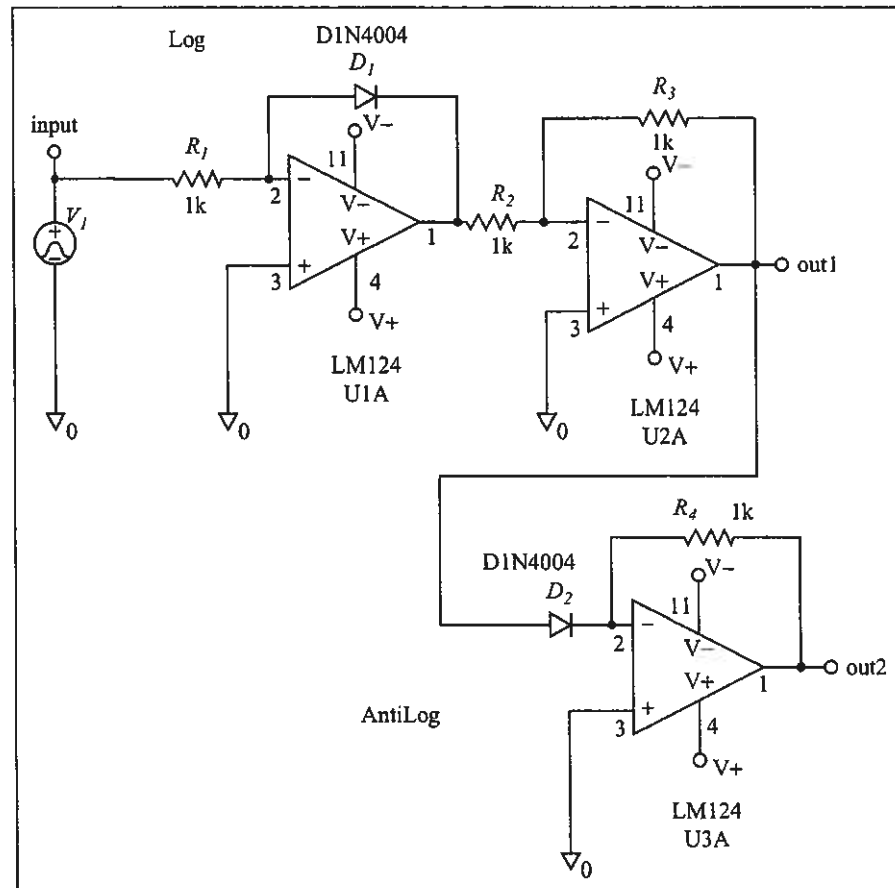 Log
D1N4004
D1
input
R1
1k
V1
0
V−
11
2
−
V−
V+
3
+
4
1
V+
LM124
U1A
0
R2
1k
R3
1k
V−
11
2
−
V−
V+
3
+
4
1
V+
LM124
U2A
0
out1
D1N4004
D2
R4
1k
V−
11
2
−
V−
V+
3
+
4
1
V+
LM124
U3A
0
out2
AntiLog